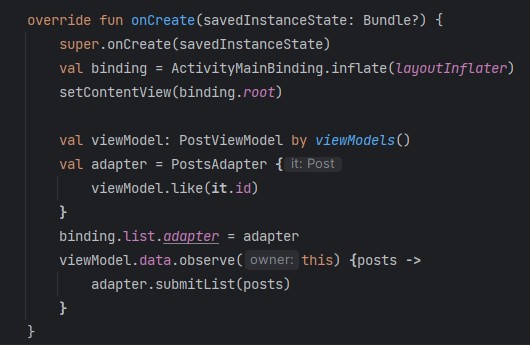 override fun onCreate(savedInstanceState: Bundle?) {
super.onCreate(savedInstanceState)
val binding = ActivityMainBinding.inflate(layoutInflater)
setContentView(binding.root)
val viewModel: PostViewModel by viewModels()
val adapter = PostsAdapter { it: Post
viewModel.like(it.id)
}
binding.list.adapter = adapter
viewModel.data.observe( owner: this) {posts ->
adapter.submitList(posts)
}
}